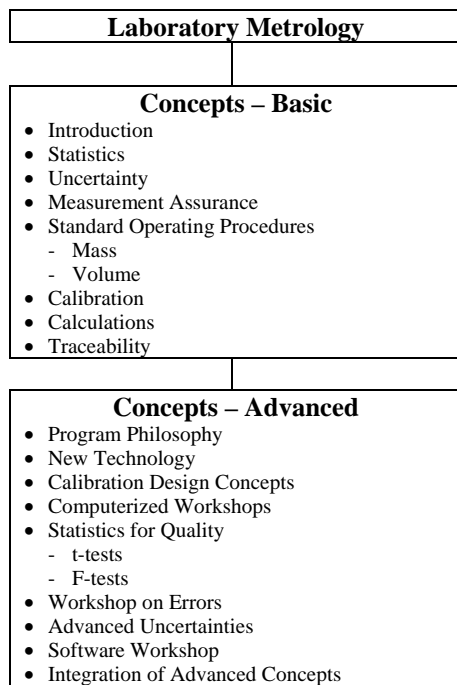 Laboratory Metrology
Concepts – Basic
• Introduction
• Statistics
• Uncertainty
• Measurement Assurance
• Standard Operating Procedures
- Mass
- Volume
• Calibration
• Calculations
• Traceability
Concepts – Advanced
• Program Philosophy
• New Technology
• Calibration Design Concepts
• Computerized Workshops
• Statistics for Quality
- t-tests
- F-tests
• Workshop on Errors
• Advanced Uncertainties
• Software Workshop
• Integration of Advanced Concepts